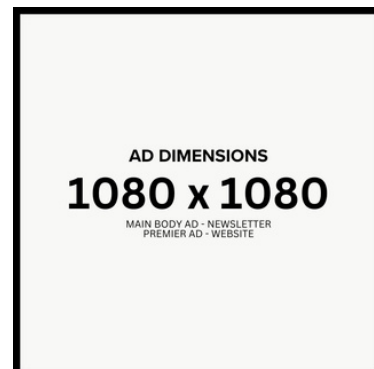 AD DIMENSIONS
1080 x 1080
MAIN BODY AD - NEWSLETTER
PREMIER AD - WEBSITE